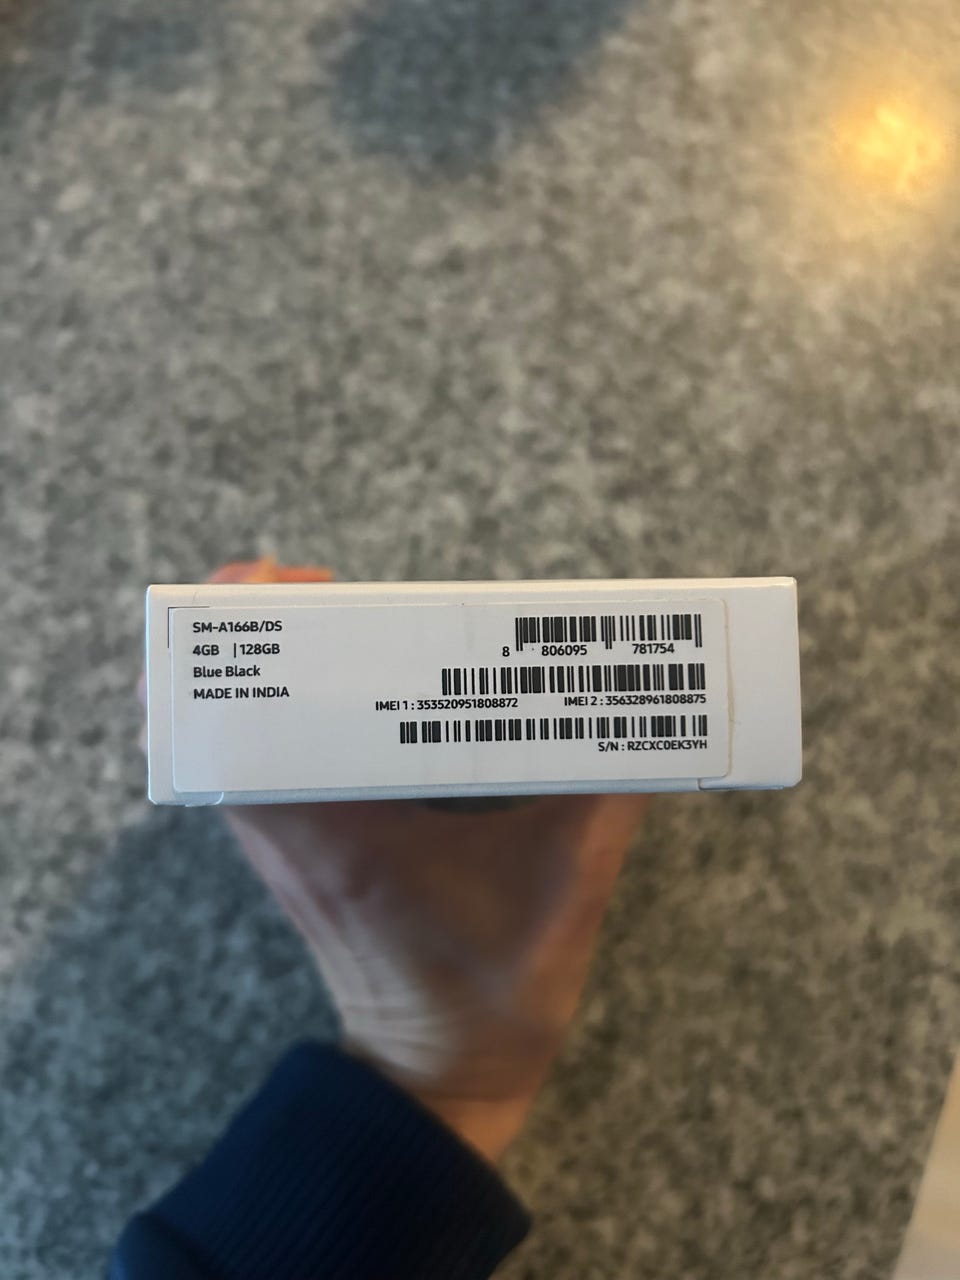 SM-A166B/DS
4GB | 128GB
Blue Black
MADE IN INDIA
8 806095 781754
IMEI 1 : 353520951808872 IMEI 2 : 356328961808875
S/N : RZCXC0EK3YH